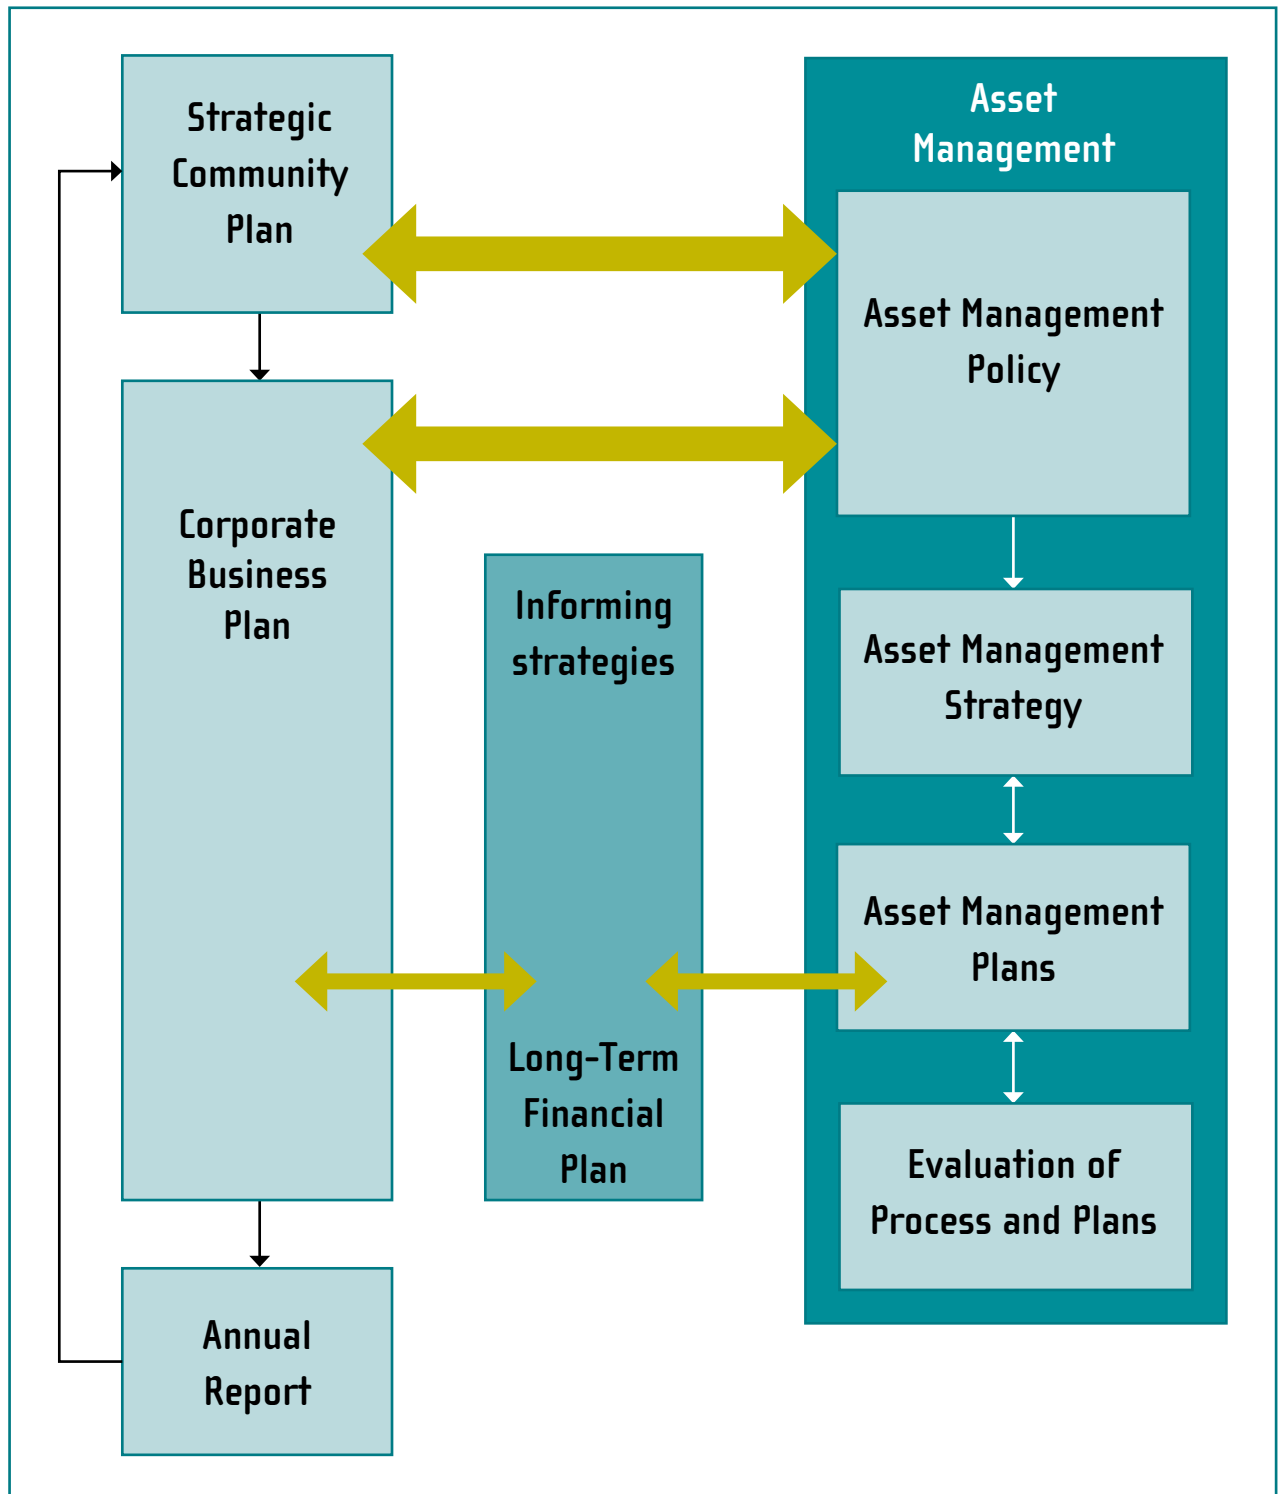 Strategic
Community
Plan
Corporate
Business
Plan
Annual
Report
Informing
strategies
Long-Term
Financial
Plan
Asset
Management
Asset Management
Policy
Asset Management
Strategy
Asset Management
Plans
Evaluation of
Process and Plans